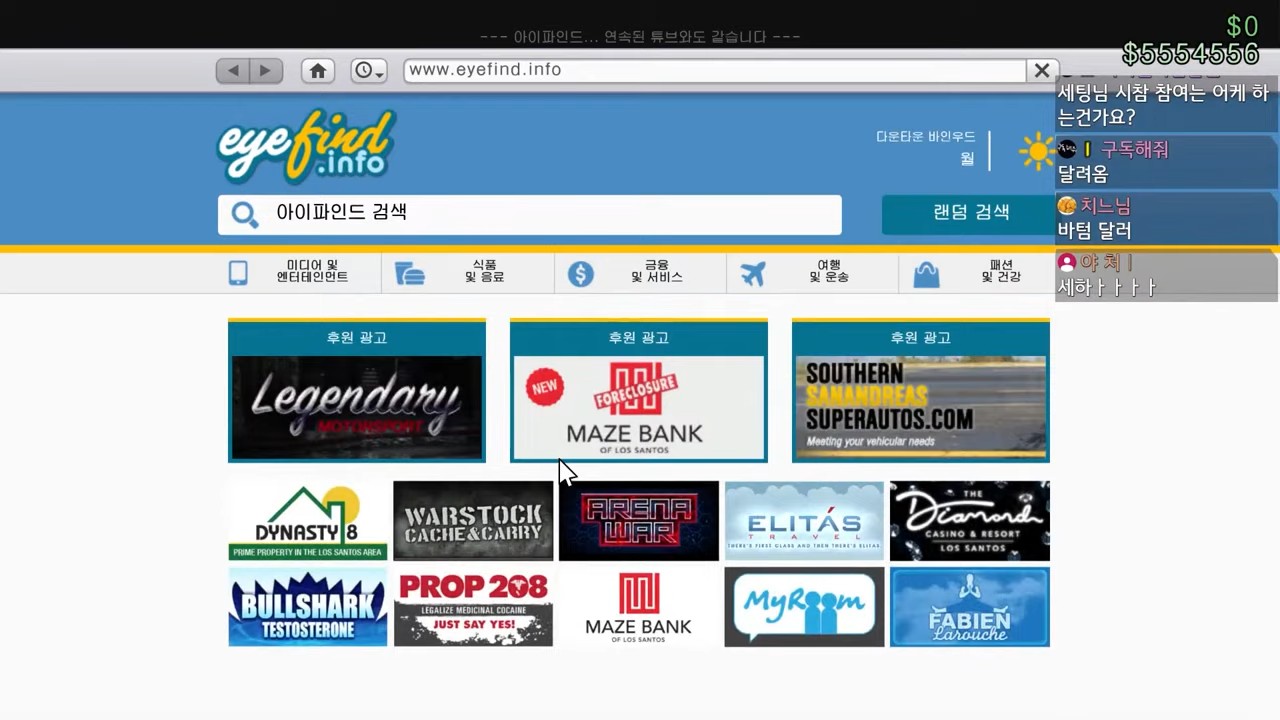 --- 아이파인드... 연속된 튜브와도 같습니다 ---
$0
$5554556
www.eyefind.info
세팅님 시참 참여는 어케 하
는건가요?
eyefind
.info
다운타운 바인우드
월
구독해줘
달려옴
아이파인드 검색
랜덤 검색
치느님
바텀 달러
미디어 및
엔터테인먼트
식품
및 음료
금융
및 서비스
여행
및 운송
패션
및 건강
야 처ㅣ
세하ㅏㅏㅏㅏ
후원 광고
후원 광고
후원 광고
Legendary
MOTORSPORT
NEW
FORECLOSURE
MAZE BANK
OF LOS SANTOS
SOUTHERN
SANANDREAS
SUPERAUTOS.COM
Meeting your vehicular needs
DYNASTY 8
PRIME PROPERTY IN THE LOS SANTOS AREA
WARSTOCK
CACHE & CARRY
ARENA
WAR
ELITÁS
TRAVEL
THERE'S FIRST CLASS AND THEN THERE'S ELITAS
THE
Diamond
CASINO & RESORT
LOS SANTOS
BULLSHARK
TESTOSTERONE
PROP 208
LEGALIZE MEDICINAL COCAINE
JUST SAY YES!
MAZE BANK
OF LOS SANTOS
MyRoom
FABIEN
Larouche